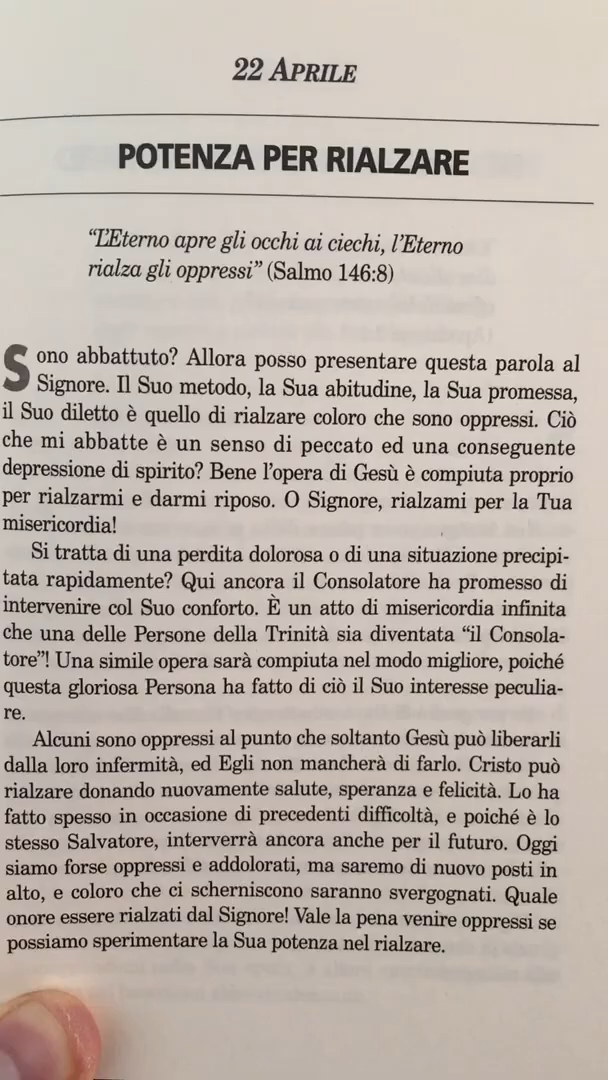 22 APRILE
POTENZA PER RIALZARE
“L’Eterno apre gli occhi ai ciechi, l’Eterno
rialza gli oppressi” (Salmo 146:8)
Sono abbattuto? Allora posso presentare questa parola al
Signore. Il Suo metodo, la Sua abitudine, la Sua promessa,
il Suo diletto è quello di rialzare coloro che sono oppressi. Ciò
che mi abbatte è un senso di peccato ed una conseguente
depressione di spirito? Bene l’opera di Gesù è compiuta proprio
per rialzarmi e darmi riposo. O Signore, rialzami per la Tua
misericordia!
Si tratta di una perdita dolorosa o di una situazione precipi-
tata rapidamente? Qui ancora il Consolatore ha promesso di
intervenire col Suo conforto. È un atto di misericordia infinita
che una delle Persone della Trinità sia diventata “il Consola-
tore”! Una simile opera sarà compiuta nel modo migliore, poiché
questa gloriosa Persona ha fatto di ciò il Suo interesse peculia-
re.
Alcuni sono oppressi al punto che soltanto Gesù può liberarli
dalla loro infermità, ed Egli non mancherà di farlo. Cristo può
rialzare donando nuovamente salute, speranza e felicità. Lo ha
fatto spesso in occasione di precedenti difficoltà, e poiché è lo
stesso Salvatore, interverrà ancora anche per il futuro. Oggi
siamo forse oppressi e addolorati, ma saremo di nuovo posti in
alto, e coloro che ci scherniscono saranno svergognati. Quale
onore essere rialzati dal Signore! Vale la pena venire oppressi se
possiamo sperimentare la Sua potenza nel rialzare.